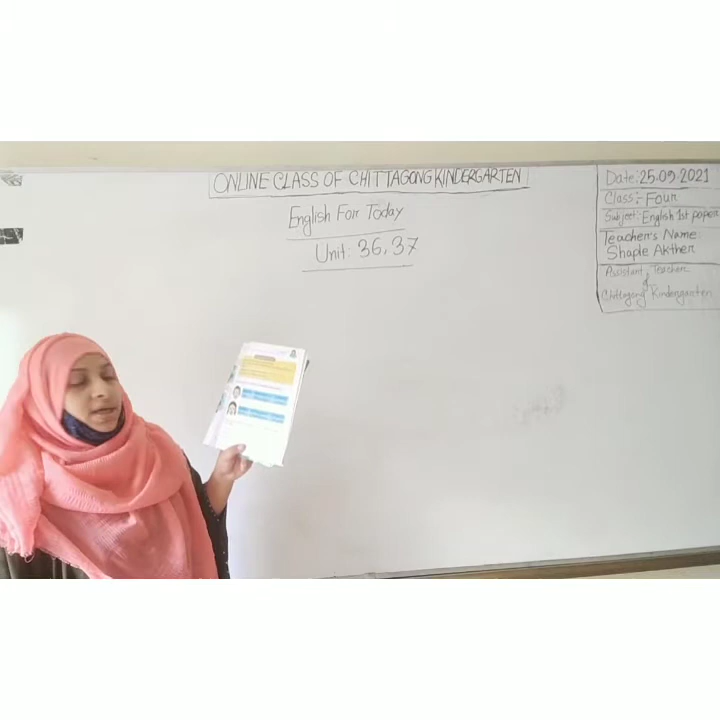 ONLINE CLASS OF CHITTAGONG KINDERGARTEN
English For Today
Unit: 36, 37
Date: 25.09.2021
Class:- Four
Subject: English 1st paper
Teacher's Name:
Shaple Akther
Assistant Teacher
of
Chittagong Kindergarten